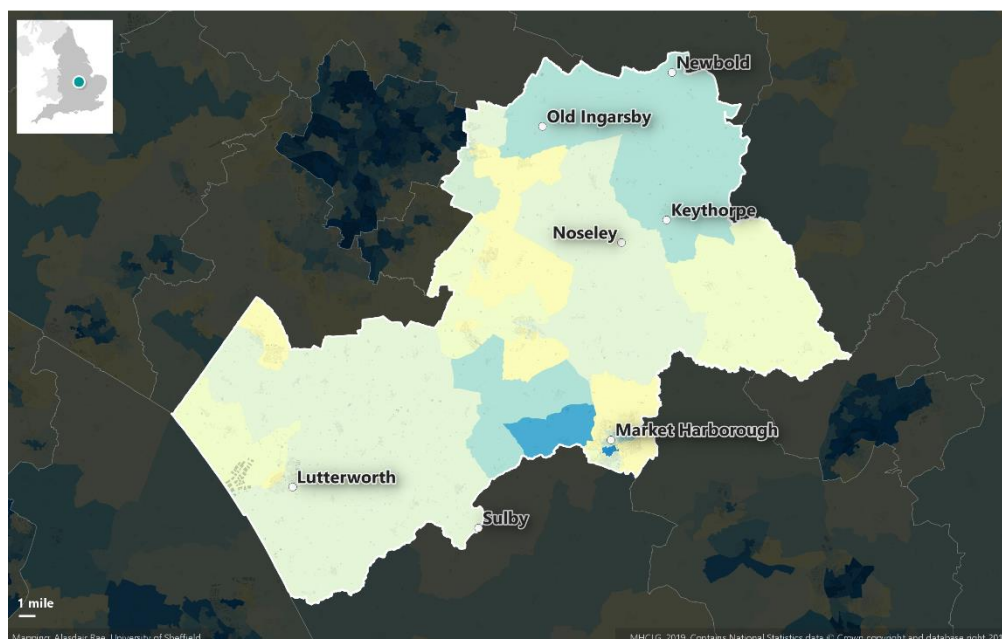 Newbold
Old Ingarsby
Keythorpe
Noseley
Market Harborough
Lutterworth
Sulby
1 mile
Mapping: Alasdair Rae, University of Sheffield
MHCLG, 2019. Contains National Statistics data © Crown copyright and database right 20